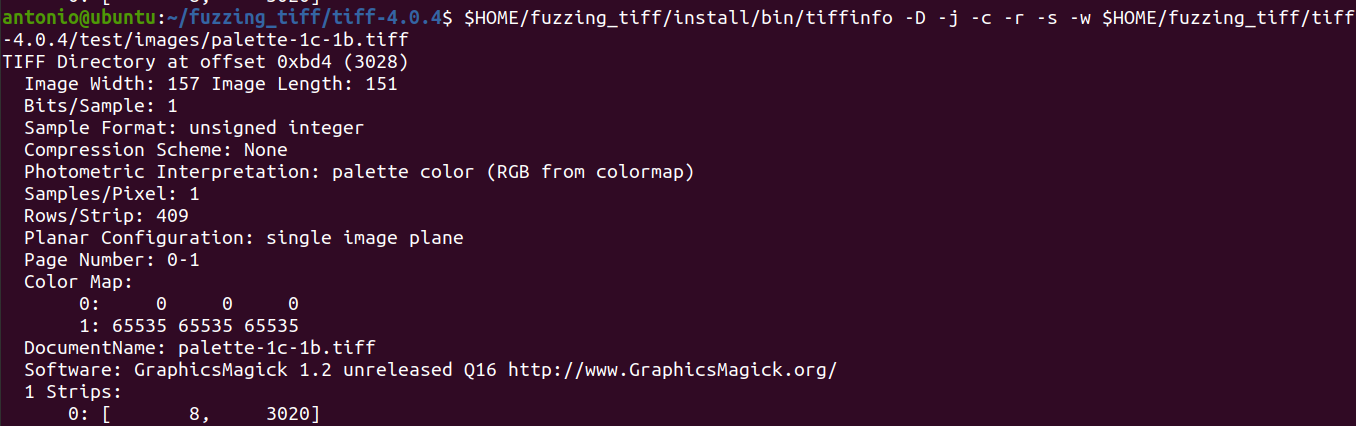 0: [ 8, 3020]
antonio@ubuntu:~/fuzzing_tiff/tiff-4.0.4$ $HOME/fuzzing_tiff/install/bin/tiffinfo -D -j -c -r -s -w $HOME/fuzzing_tiff/tiff
-4.0.4/test/images/palette-1c-1b.tiff
TIFF Directory at offset 0xbd4 (3028)
  Image Width: 157 Image Length: 151
  Bits/Sample: 1
  Sample Format: unsigned integer
  Compression Scheme: None
  Photometric Interpretation: palette color (RGB from colormap)
  Samples/Pixel: 1
  Rows/Strip: 409
  Planar Configuration: single image plane
  Page Number: 0-1
  Color Map:
       0:     0     0     0
       1: 65535 65535 65535
  DocumentName: palette-1c-1b.tiff
  Software: GraphicsMagick 1.2 unreleased Q16 http://www.GraphicsMagick.org/
  1 Strips:
      0: [       8,     3020]